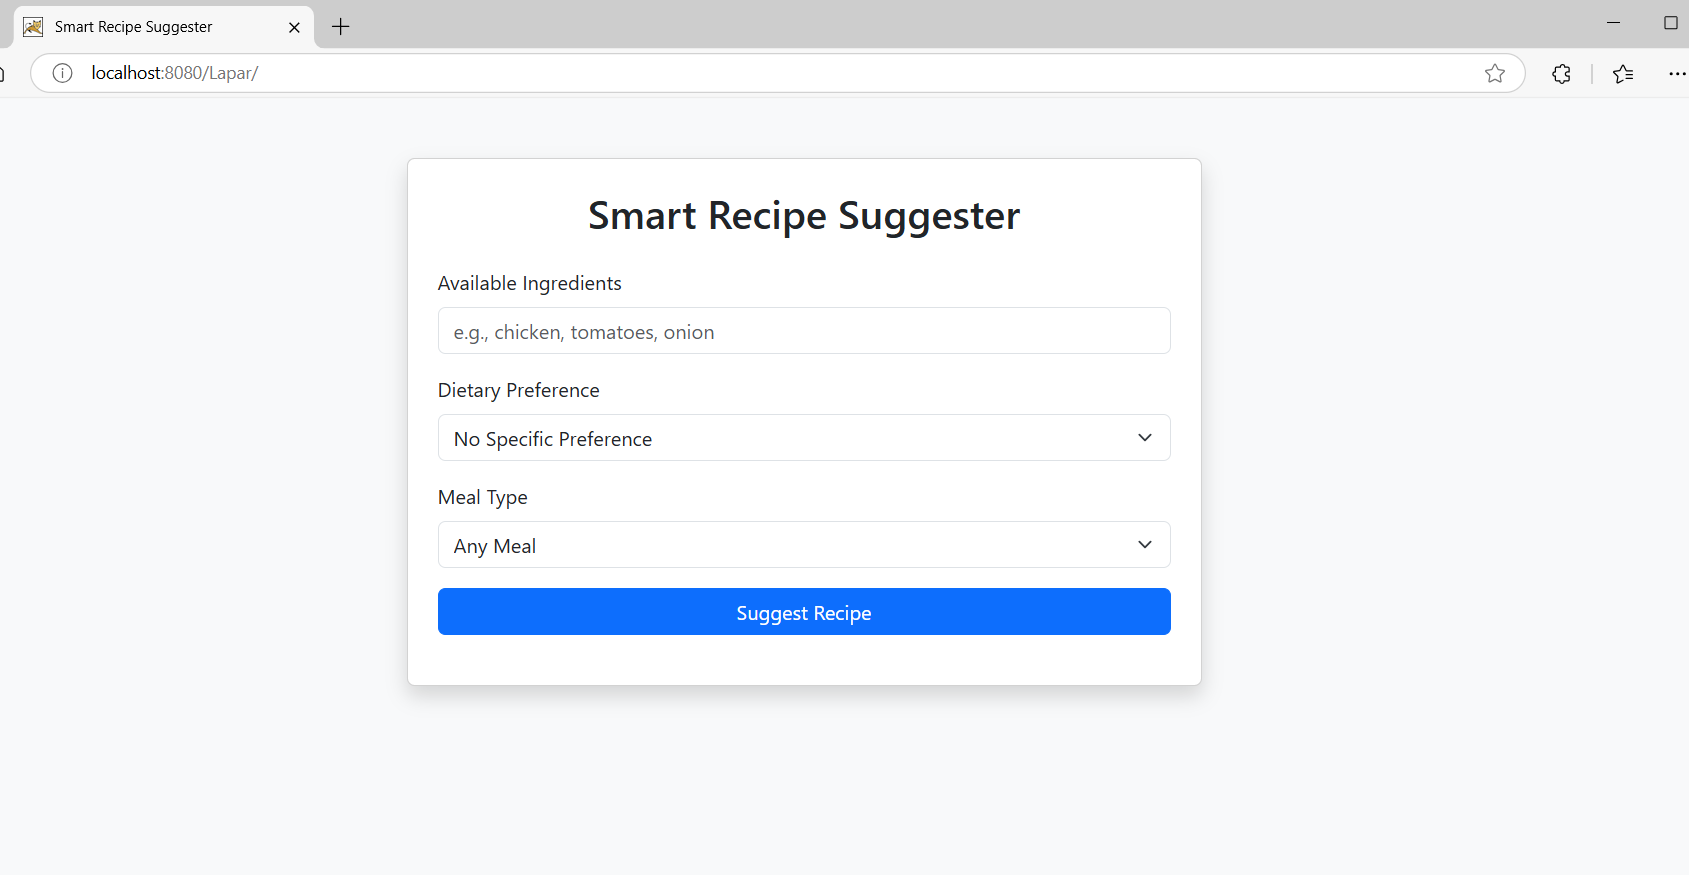 Smart Recipe Suggester
localhost:8080/Lapar/
Smart Recipe Suggester
Available Ingredients
e.g., chicken, tomatoes, onion
Dietary Preference
No Specific Preference
Meal Type
Any Meal
Suggest Recipe